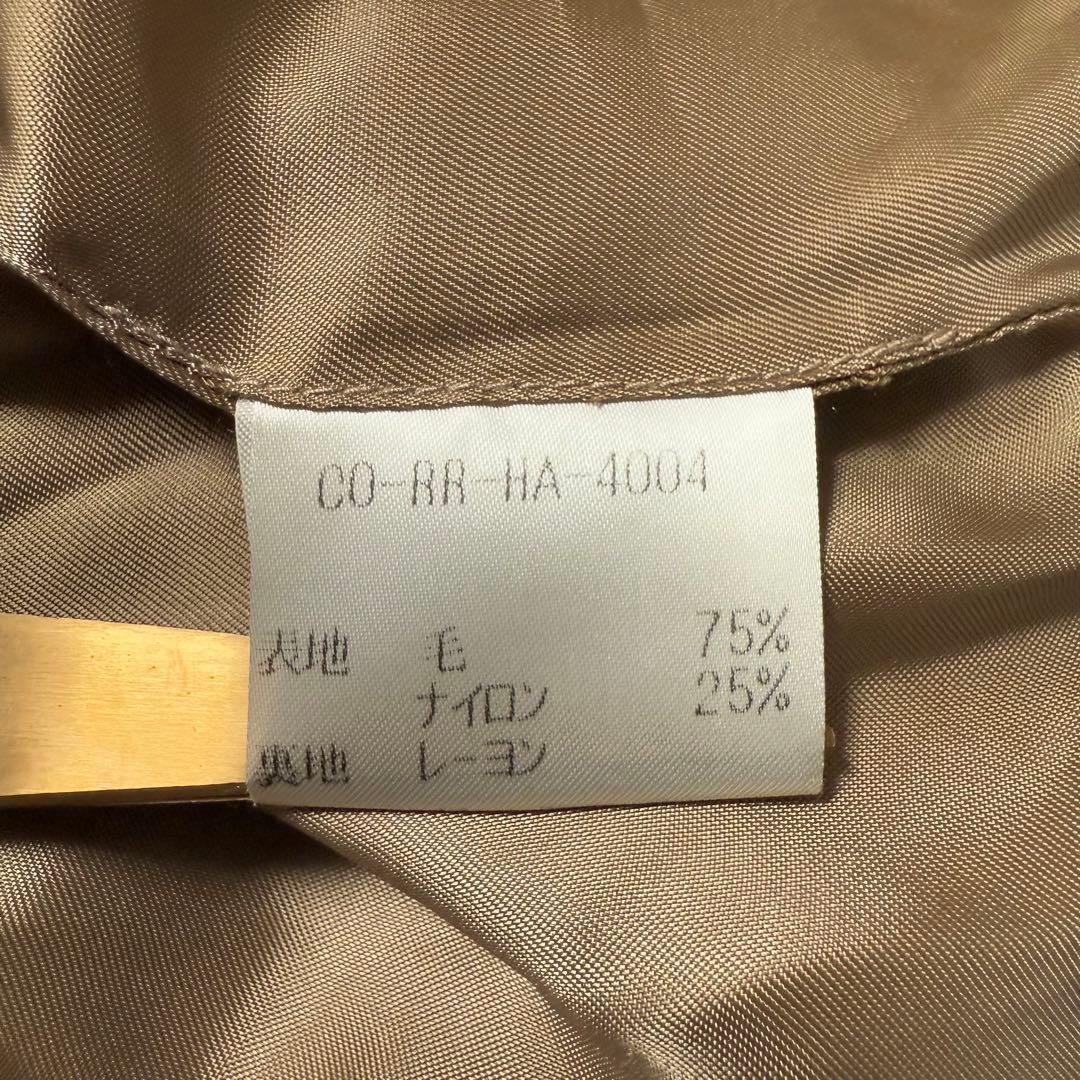 CO-RR-HA-4004
表地 毛 75%
ナイロン 25%
裏地 レーヨン